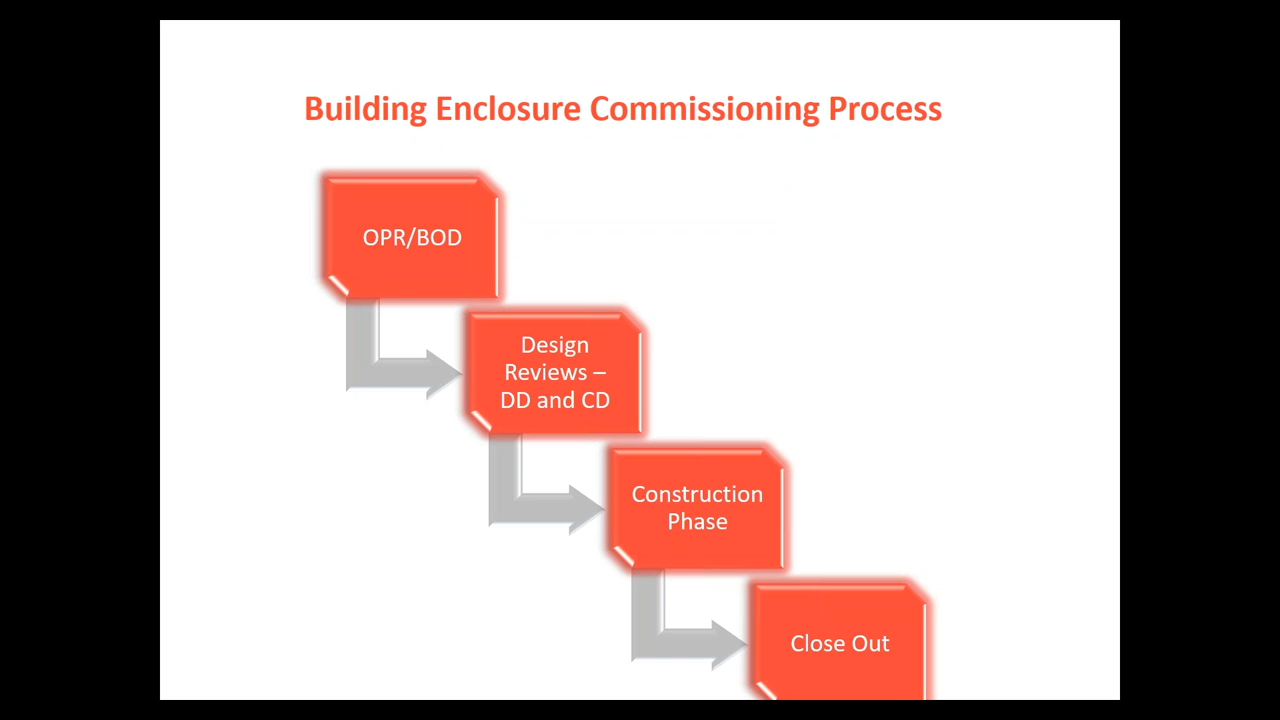 Building Enclosure Commissioning Process
OPR/BOD
Design
Reviews –
DD and CD
Construction
Phase
Close Out